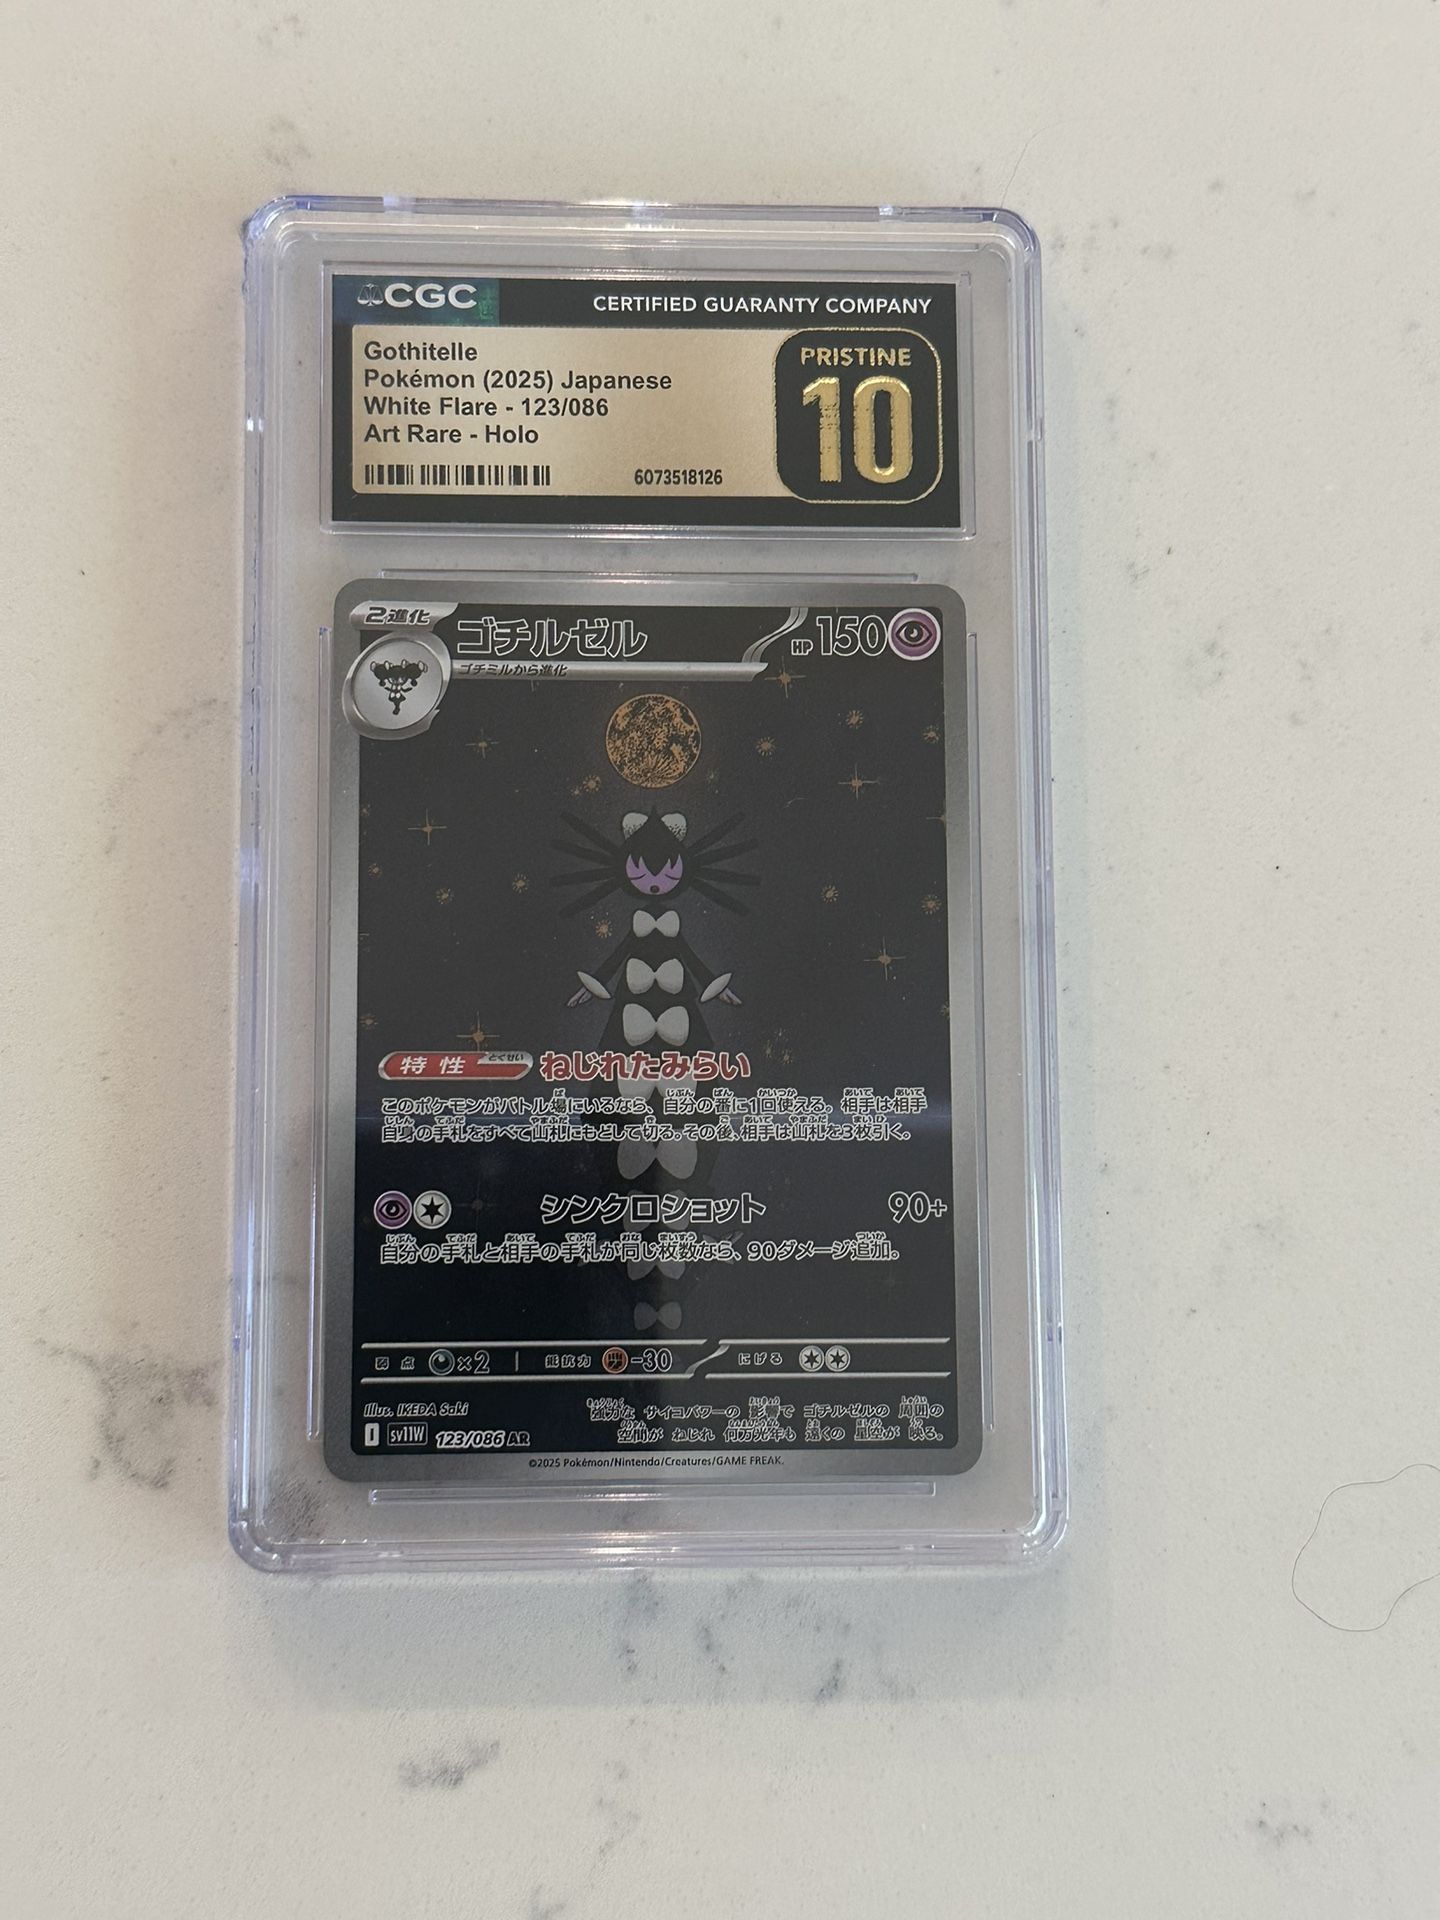 CGC
CERTIFIED GUARANTY COMPANY
Gothitelle
Pokémon (2025) Japanese
White Flare - 123/086
Art Rare - Holo
6073518126
PRISTINE
10
2進化
ゴチルゼル
HP 150
ゴチミルから進化
特性
とくせい
ねじれたみらい
このポケモンがバトル場にいるなら、自分の番に1回使える。相手は相手
自身の手札をすべて山札にもどして切る。その後、相手は山札を3枚引く。
シンクロショット 90+
自分の手札と相手の手札が同じ枚数なら、90ダメージ追加。
弱点 ×2 抵抗力 -30 にげる
Illus. IKEDA Saki
I sv11W 123/086 AR
強力な サイコパワーの 影響で ゴチルゼルの 周囲の
空間が ねじれ 何万光年も 遠くの 星空が 映る。
©2025 Pokémon/Nintendo/Creatures/GAME FREAK.